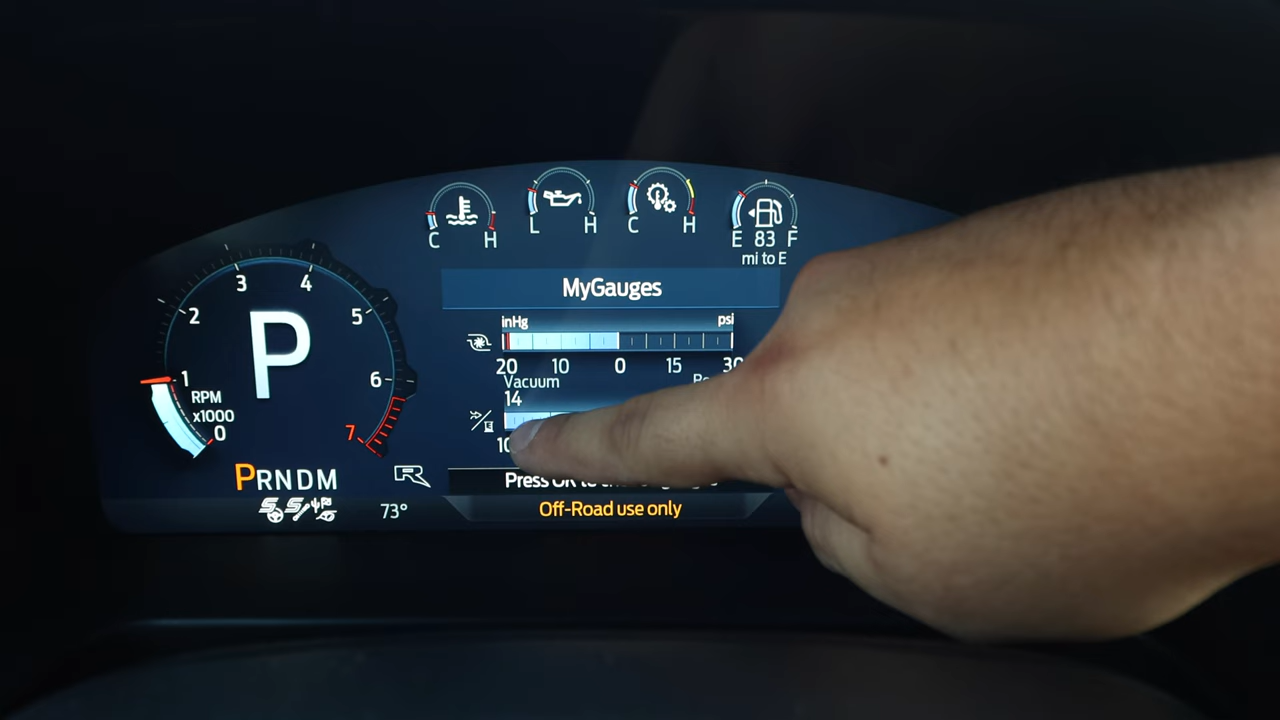 C H
L H
C H
E 83 F
mi to E
MyGauges
inHg psi
20 10 0 15 30
Vacuum
14
Press OK to
Off-Road use only
0 1 2 3 4 5 6 7
P
RPM
x1000
PRNDM
R
73°